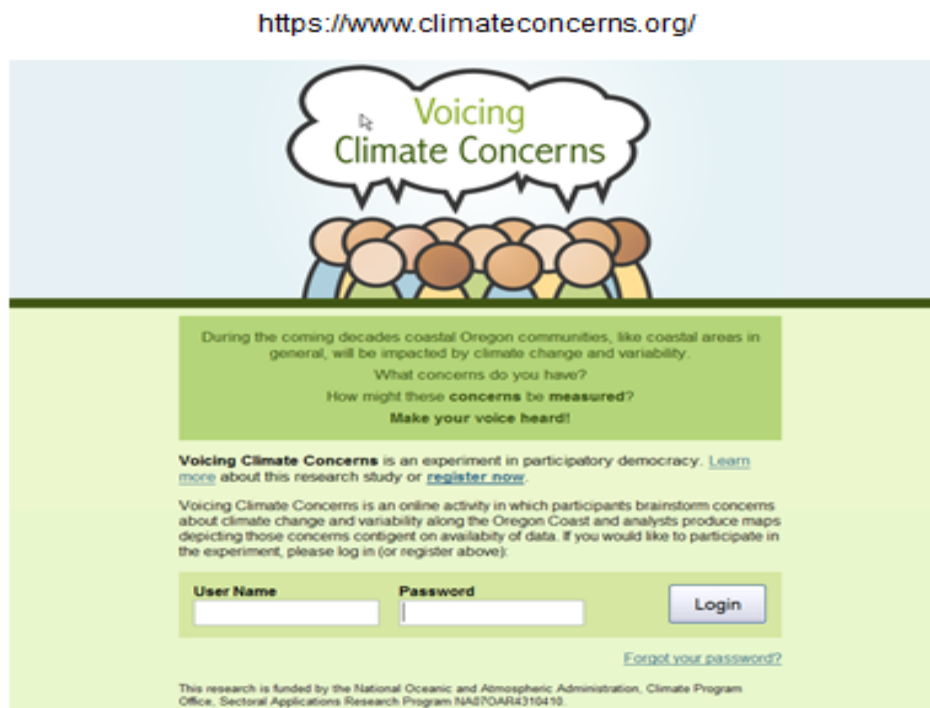 https://www.climateconcerns.org/
Voicing
Climate Concerns
During the coming decades coastal Oregon communities, like coastal areas in
general, will be impacted by climate change and variability.
What concerns do you have?
How might these concerns be measured?
Make your voice heard!
Voicing Climate Concerns is an experiment in participatory democracy. Learn
more about this research study or register now.
Voicing Climate Concerns is an online activity in which participants brainstorm concerns
about climate change and variability along the Oregon Coast and analysts produce maps
depicting those concerns contigent on availabity of data. If you would like to participate in
the experiment, please log in (or register above):
User Name
Password
Login
Forgot your password?
This research is funded by the National Oceanic and Atmospheric Administration, Climate Program
Office, Sectoral Applications Research Program NA07OAR4310410.